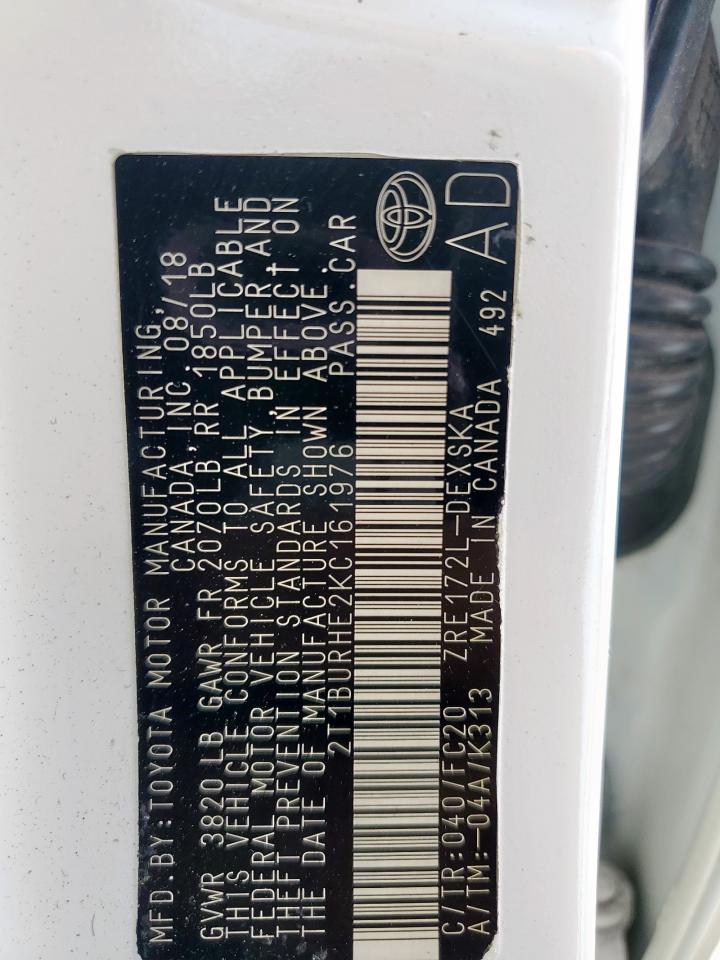 MFD.BY:TOYOTA MOTOR MANUFACTURING,
CANADA,INC.08/18
GVWR 3820 LB GAWR FR 2070LB,RR 1850LB
THIS VEHICLE CONFORMS TO ALL APPLICABLE
FEDERAL MOTOR VEHICLE SAFETY,BUMPER,AND
THEFT PREVENTION STANDARDS IN EFFECT ON
THE DATE OF MANUFACTURE SHOWN ABOVE.
2T1BURHE2KC161976 PASS.CAR
C/TR:040/FC20 ZRE172L-DEXSKA
A/TM:-04A/K313 MADE IN CANADA 492
AD